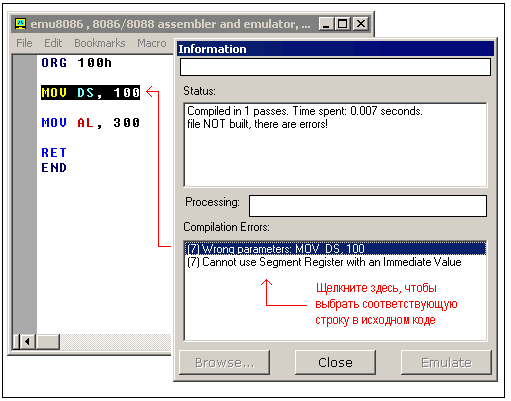 emu8086 , 8086/8088 assembler and emulator, ...
File Edit Bookmarks Macro
ORG 100h
MOV DS, 100
MOV AL, 300
RET
END
Information
Status:
Compiled in 1 passes. Time spent: 0.007 seconds.
file NOT built, there are errors!
Processing:
Compilation Errors:
(7) Wrong parameters: MOV DS, 100
(7) Cannot use Segment Register with an Immediate Value
Щелкните здесь, чтобы
выбрать соответствующую
строку в исходном коде
Browse... Close Emulate